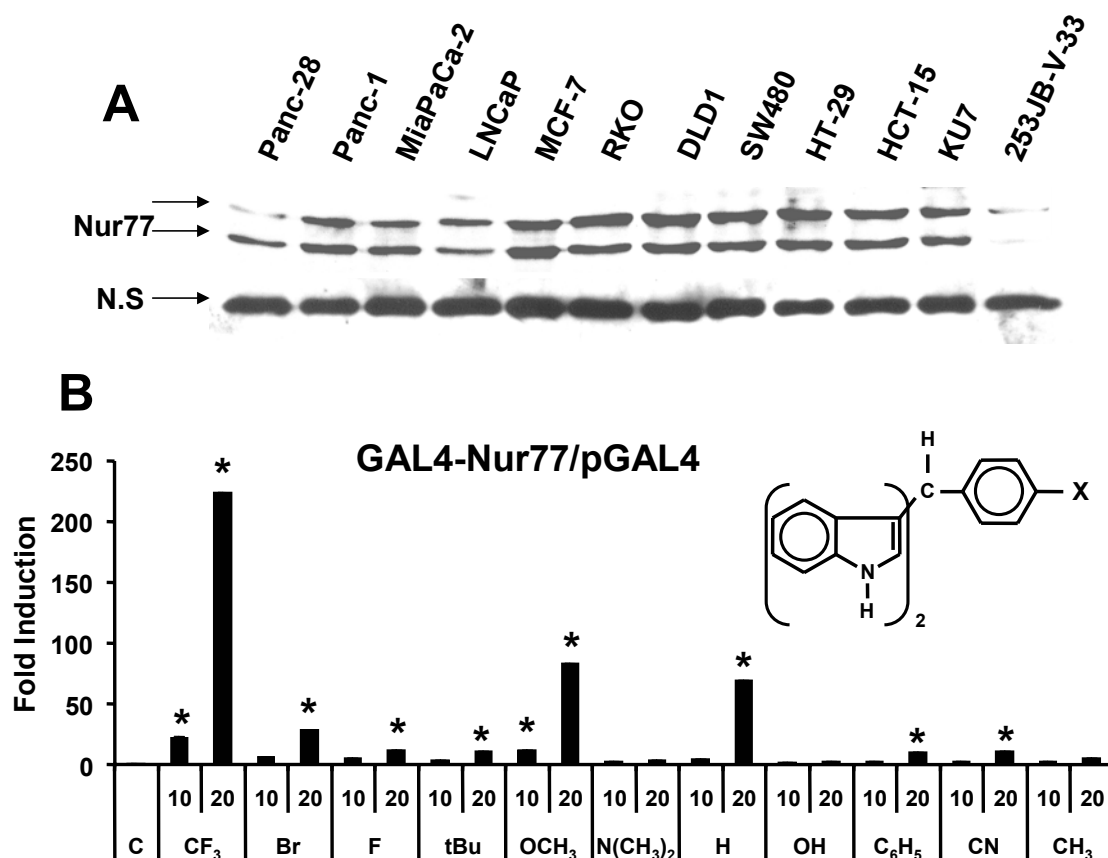 A
Panc-28 Panc-1 MiaPaCa-2 LNCaP MCF-7 RKO DLD1 SW480 HT-29 HCT-15 KU7 253JB-V-33
Nur77
N.S
B
GAL4-Nur77/pGAL4
Fold Induction
250
200
150
100
50
0
* * * * * * * * * *
H
C
X
N
H
2
10 20 10 20 10 20 10 20 10 20 10 20 10 20 10 20 10 20 10 20 10 20
C CF₃ Br F tBu OCH₃ N(CH₃)₂ H OH C₆H₅ CN CH₃